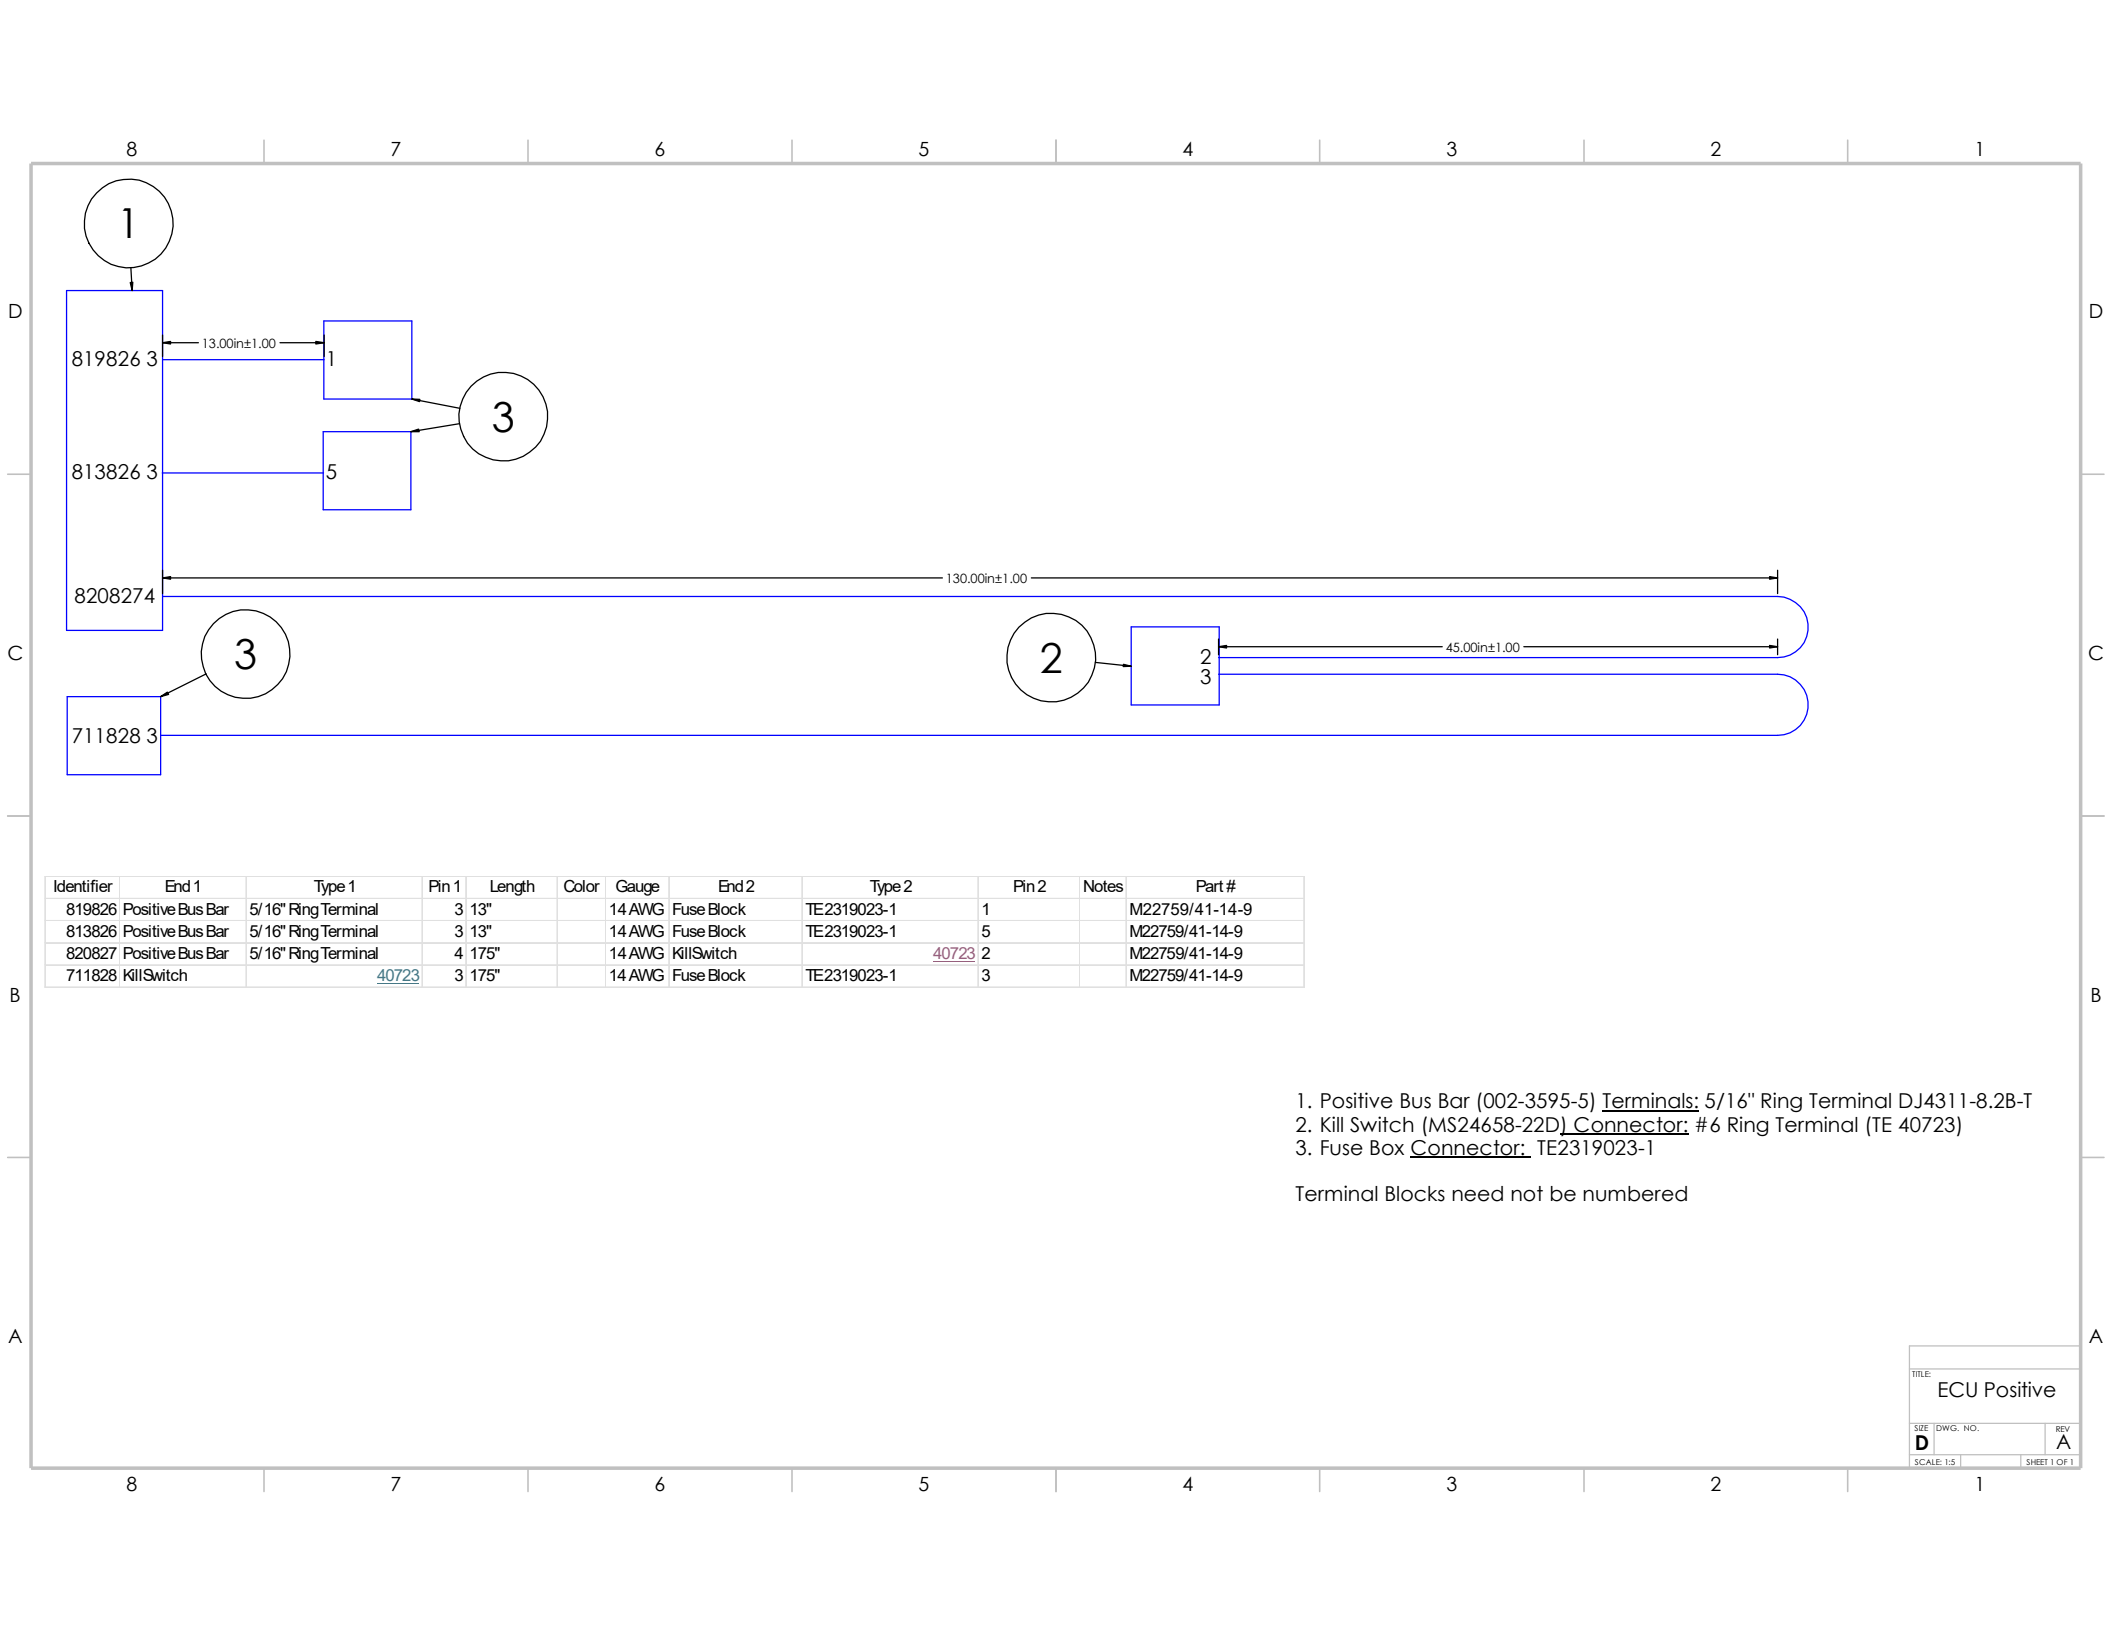 8 7 6 5 4 3 2 1
1
D D
13.00in±1.00
819826 3 1
3
813826 3 5
130.00in±1.00
8208274
3
2
45.00in±1.00
C C
2
3
711828 3
Identifier End 1 Type 1 Pin 1 Length Color Gauge End 2 Type 2 Pin 2 Notes Part #
819826 Positive Bus Bar 5/16" Ring Terminal 3 13" 14 AWG Fuse Block TE2319023-1 1 M22759/41-14-9
813826 Positive Bus Bar 5/16" Ring Terminal 3 13" 14 AWG Fuse Block TE2319023-1 5 M22759/41-14-9
820827 Positive Bus Bar 5/16" Ring Terminal 4 175" 14 AWG KillSwitch 40723 2 M22759/41-14-9
711828 KillSwitch 40723 3 175" 14 AWG Fuse Block TE2319023-1 3 M22759/41-14-9
B B
1. Positive Bus Bar (002-3595-5) Terminals: 5/16" Ring Terminal DJ4311-8.2B-T
2. Kill Switch (MS24658-22D) Connector: #6 Ring Terminal (TE 40723)
3. Fuse Box Connector: TE2319023-1
Terminal Blocks need not be numbered
A A
TITLE:
ECU Positive
SIZE DWG. NO. REV
D A
SCALE: 1:5 SHEET 1 OF 1
8 7 6 5 4 3 2 1